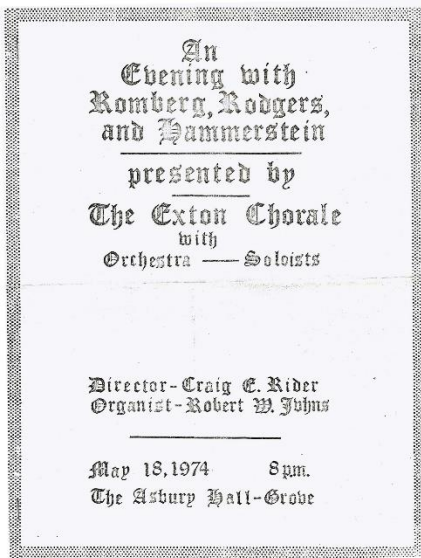 An
Evening with
Romberg, Rodgers,
and Hammerstein
presented by
The Exton Chorale
with
Orchestra — Soloists
Director-Craig E. Rider
Organist-Robert W. Johns
May 18, 1974 8 p.m.
The Asbury Hall-Grove